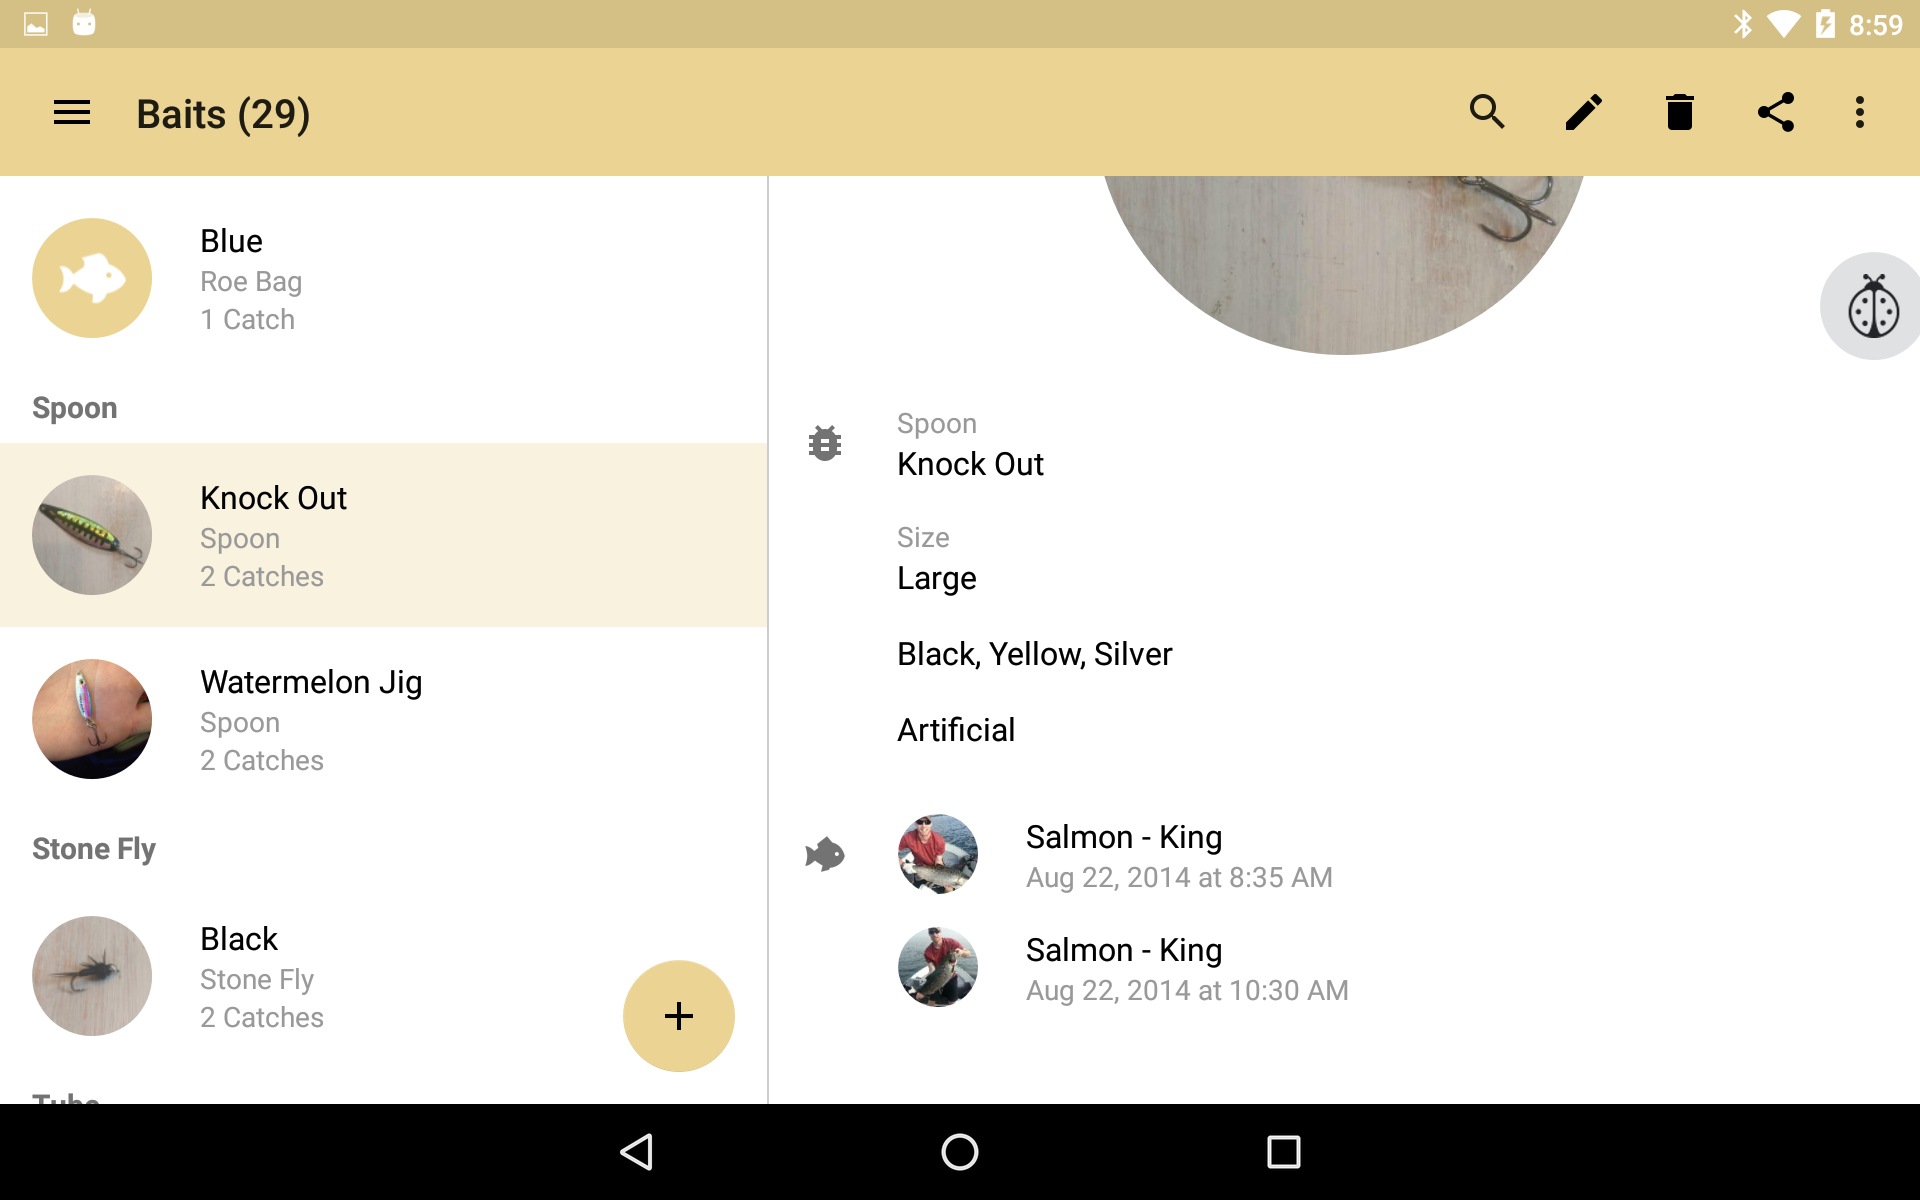 8:59
Baits (29)
Blue
Roe Bag
1 Catch
Spoon
Knock Out
Spoon
2 Catches
Watermelon Jig
Spoon
2 Catches
Stone Fly
Black
Stone Fly
2 Catches
Tube
Spoon
Knock Out
Size
Large
Black, Yellow, Silver
Artificial
Salmon - King
Aug 22, 2014 at 8:35 AM
Salmon - King
Aug 22, 2014 at 10:30 AM